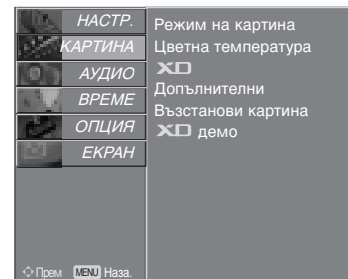 НАСТР.
КАРТИНА
АУДИО
ВРЕМЕ
ОПЦИЯ
ЕКРАН
Режим на картина
Цветна температура
XD
Допълнителни
Възстанови картина
XD демо
Прем MENU Наза.